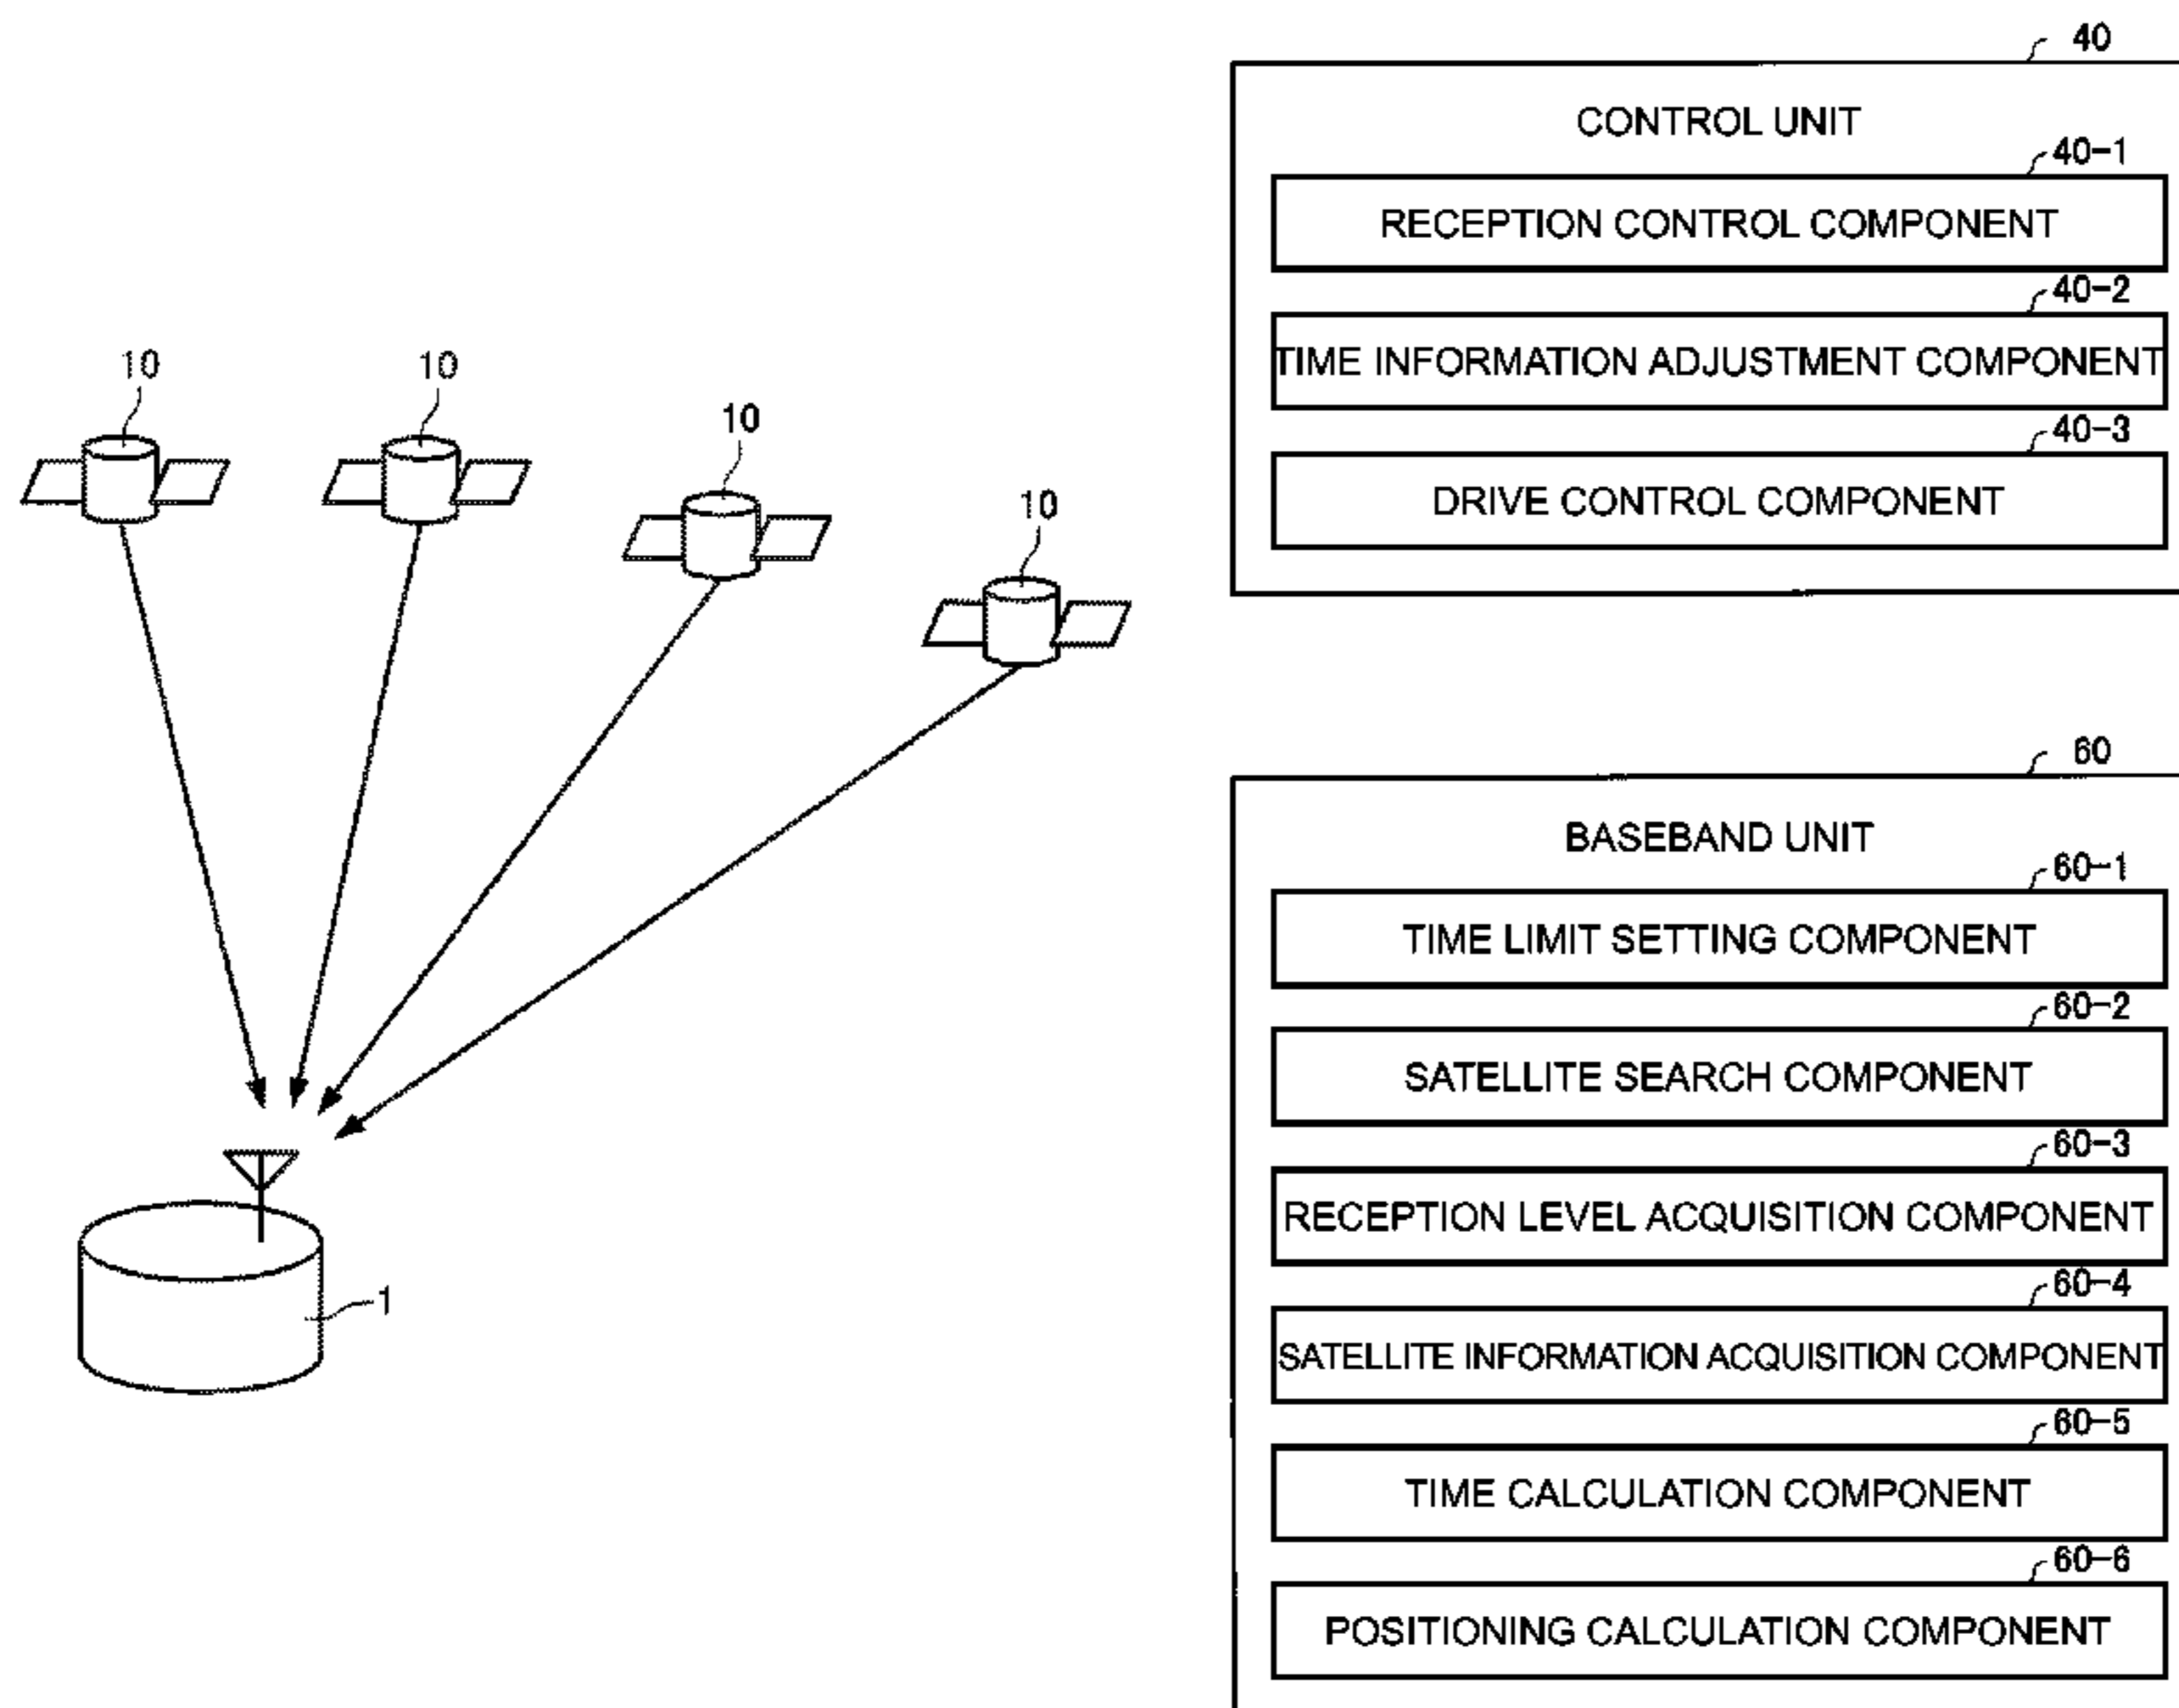 10
10
10
10
1
40
CONTROL UNIT
40-1
RECEPTION CONTROL COMPONENT
40-2
TIME INFORMATION ADJUSTMENT COMPONENT
40-3
DRIVE CONTROL COMPONENT
60
BASEBAND UNIT
60-1
TIME LIMIT SETTING COMPONENT
60-2
SATELLITE SEARCH COMPONENT
60-3
RECEPTION LEVEL ACQUISITION COMPONENT
60-4
SATELLITE INFORMATION ACQUISITION COMPONENT
60-5
TIME CALCULATION COMPONENT
60-6
POSITIONING CALCULATION COMPONENT